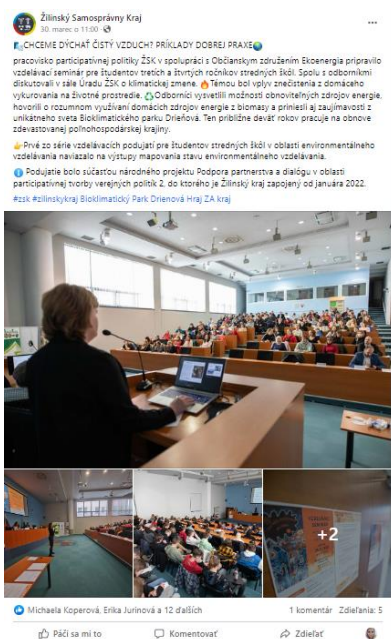 Žilinský Samosprávny Kraj
30. marec o 11:00 ·
CHCEME DÝCHAŤ ČISTÝ VZDUCH? PRÍKLADY DOBREJ PRAXE
pracovisko participatívnej politiky ŽSK v spolupráci s Občianskym združením Ekoenergia pripravilo
vzdelávací seminár pre študentov tretích a štvrtých ročníkov stredných škôl. Spolu s odborníkmi
diskutovali v sále Úradu ŽSK o klimatickej zmene. 🔥Témou bol vplyv znečistenia z domáceho
vykurovania na životné prostredie. ♻Odborníci vysvetlili možnosti obnoviteľných zdrojov energie,
hovorili o rozumnom využívaní domácich zdrojov energie z biomasy a priniesli aj zaujímavosti z
unikátneho sveta Bioklimatického parku Drieňová. Ten približne deväť rokov pracuje na obnove
zdevastovanej poľnohospodárskej krajiny.
👉Prvé zo série vzdelávacích podujatí pre študentov stredných škôl v oblasti environmentálneho
vzdelávania naviazalo na výstupy mapovania stavu environmentálneho vzdelávania.
ℹ Podujatie bolo súčasťou národného projektu Podpora partnerstva a dialógu v oblasti
participatívnej tvorby verejných politík 2. do ktorého je Žilinský kraj zapojený od januára 2022.
#zsk #zilinskykraj Bioklimatický Park Drienová Hraj ZA kraj
+2
Michaela Koperová, Erika Jurinová a 12 ďalších
1 komentár Zdieľania: 5
Páči sa mi to
Komentovať
Zdieľať